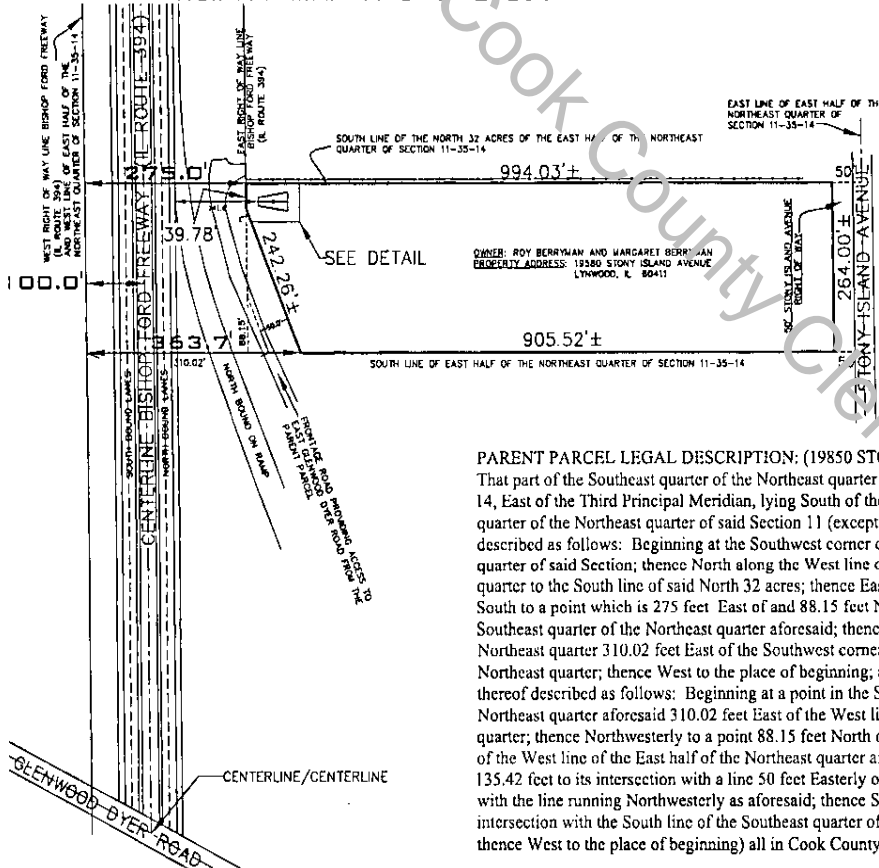 Cook County Cler
WEST RIGHT OF WAY LINE BISHOP FORD FREEWAY
(IL ROUTE 394)
AND WEST LINE OF EAST HALF OF THE
NORTHEAST QUARTER OF SECTION 11-35-14
CENTERLINE BISHOP FORD FREEWAY (IL ROUTE 394)
EAST RIGHT OF WAY LINE
BISHOP FORD FREEWAY
(IL ROUTE 394)
EAST LINE OF EAST HALF OF TH
NORTHEAST QUARTER OF
SECTION 11-35-14
SOUTH LINE OF THE NORTH 32 ACRES OF THE EAST HA OF TH NORTHEAST
QUARTER OF SECTION 11-35-14
275.0'
994.03'±
50'
39.78'
SEE DETAIL
242.26'±
OWNER: ROY BERRYMAN AND MARGARET BERRYMAN
PROPERTY ADDRESS: 19580 STONY ISLAND AVENUE
LYNWOOD, IL 60411
50' STONY ISLAND AVENUE
RIGHT OF WAY
264.00'±
STONY ISLAND AVENUE
00.0'
88.15'
50.0'
353.7'
905.52'±
310.02'
SOUTH LINE OF EAST HALF OF THE NORTHEAST QUARTER OF SECTION 11-35-14
SOUTH BOUND LANES
NORTH BOUND LANES
NORTH BOUND ON RAMP
FRONTAGE ROAD PROVIDING ACCESS TO
EAST GLENWOOD DYER ROAD FROM THE
PARENT PARCEL
PARENT PARCEL LEGAL DESCRIPTION: (19850 STO
That part of the Southeast quarter of the Northeast quarter
14, East of the Third Principal Meridian, lying South of the
quarter of the Northeast quarter of said Section 11 (except
described as follows: Beginning at the Southwest corner o
quarter of said Section; thence North along the West line o
quarter to the South line of said North 32 acres; thence Eas
South to a point which is 275 feet East of and 88.15 feet N
Southeast quarter of the Northeast quarter aforesaid; thence
Northeast quarter 310.02 feet East of the Southwest corner
Northeast quarter; thence West to the place of beginning; a
thereof described as follows: Beginning at a point in the S
Northeast quarter aforesaid 310.02 feet East of the West li
quarter; thence Northwesterly to a point 88.15 feet North o
of the West line of the East half of the Northeast quarter a
135.42 feet to its intersection with a line 50 feet Easterly o
with the line running Northwesterly as aforesaid; thence S
intersection with the South line of the Southeast quarter of
thence West to the place of beginning) all in Cook County
CENTERLINE/CENTERLINE
GLENWOOD DYER ROAD